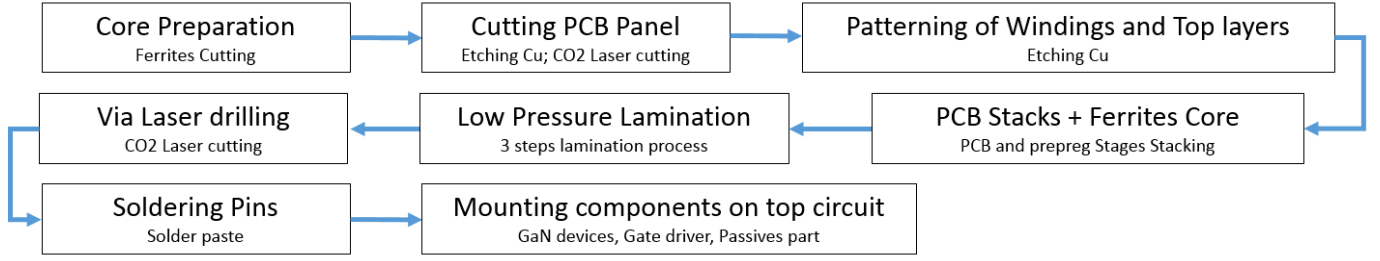 Core Preparation
Ferrites Cutting
Cutting PCB Panel
Etching Cu; CO2 Laser cutting
Patterning of Windings and Top layers
Etching Cu
PCB Stacks + Ferrites Core
PCB and prepreg Stages Stacking
Low Pressure Lamination
3 steps lamination process
Via Laser drilling
CO2 Laser cutting
Soldering Pins
Solder paste
Mounting components on top circuit
GaN devices, Gate driver, Passives part